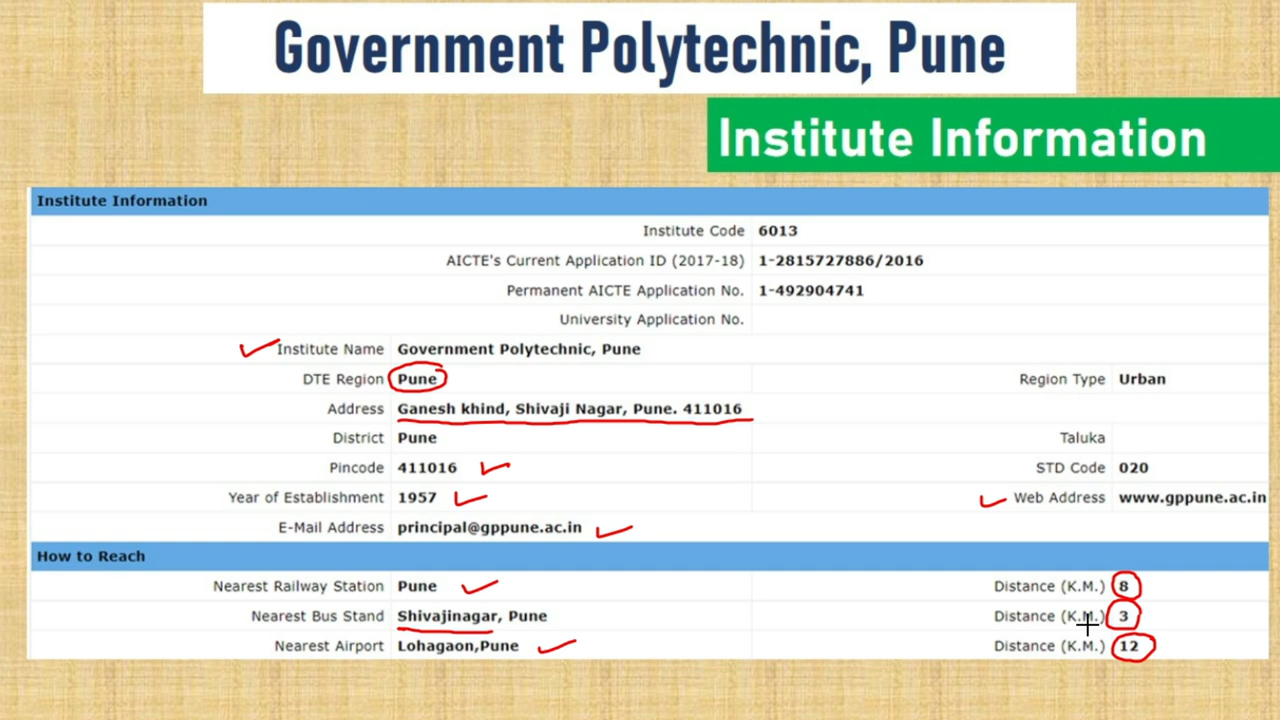 Government Polytechnic, Pune
Institute Information
Institute Information
Institute Code 6013
AICTE's Current Application ID (2017-18) 1-2815727886/2016
Permanent AICTE Application No. 1-492904741
University Application No.
Institute Name Government Polytechnic, Pune
DTE Region Pune Region Type Urban
Address Ganesh khind, Shivaji Nagar, Pune. 411016
District Pune Taluka
Pincode 411016 STD Code 020
Year of Establishment 1957 Web Address www.gppune.ac.in
E-Mail Address principal@gppune.ac.in
How to Reach
Nearest Railway Station Pune Distance (K.M.) 8
Nearest Bus Stand Shivajinagar, Pune Distance (K.M.) 3
Nearest Airport Lohagaon,Pune Distance (K.M.) 12